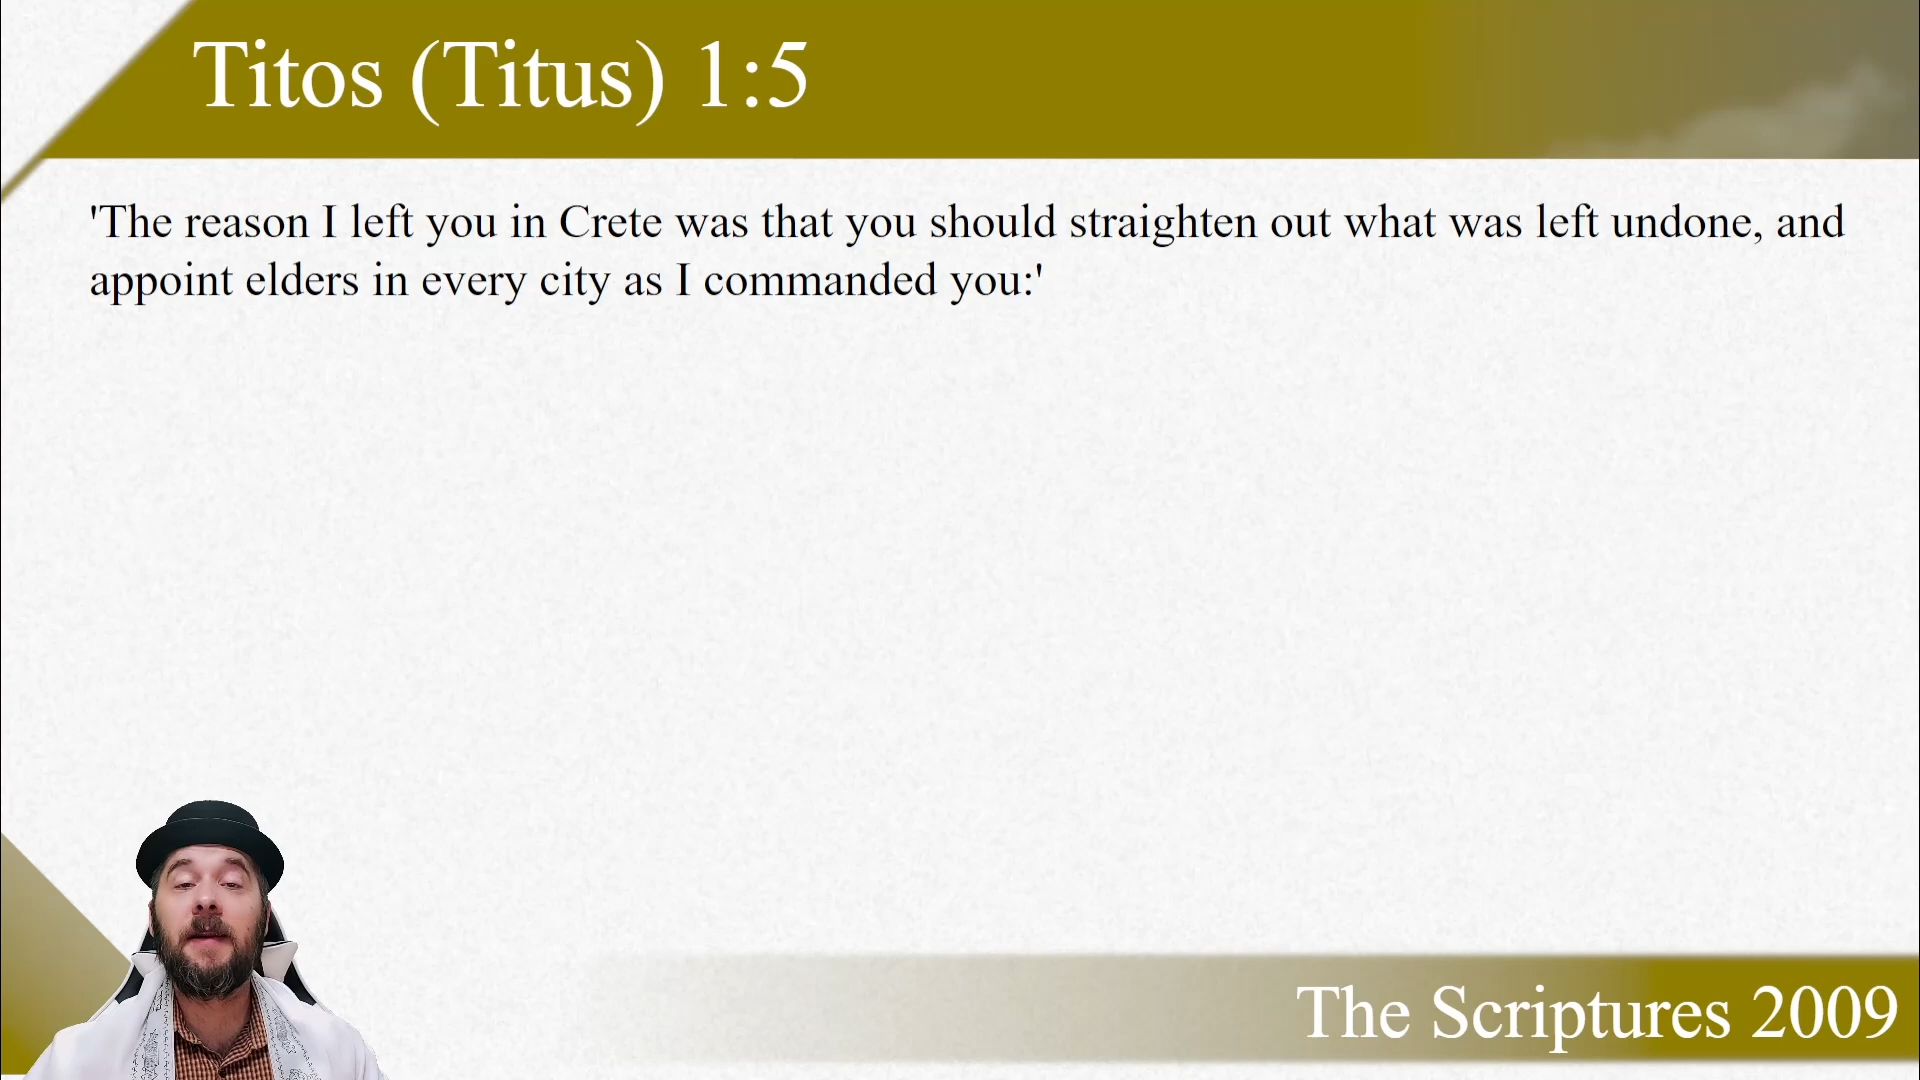 Titos (Titus) 1:5
'The reason I left you in Crete was that you should straighten out what was left undone, and
appoint elders in every city as I commanded you:'
The Scriptures 2009